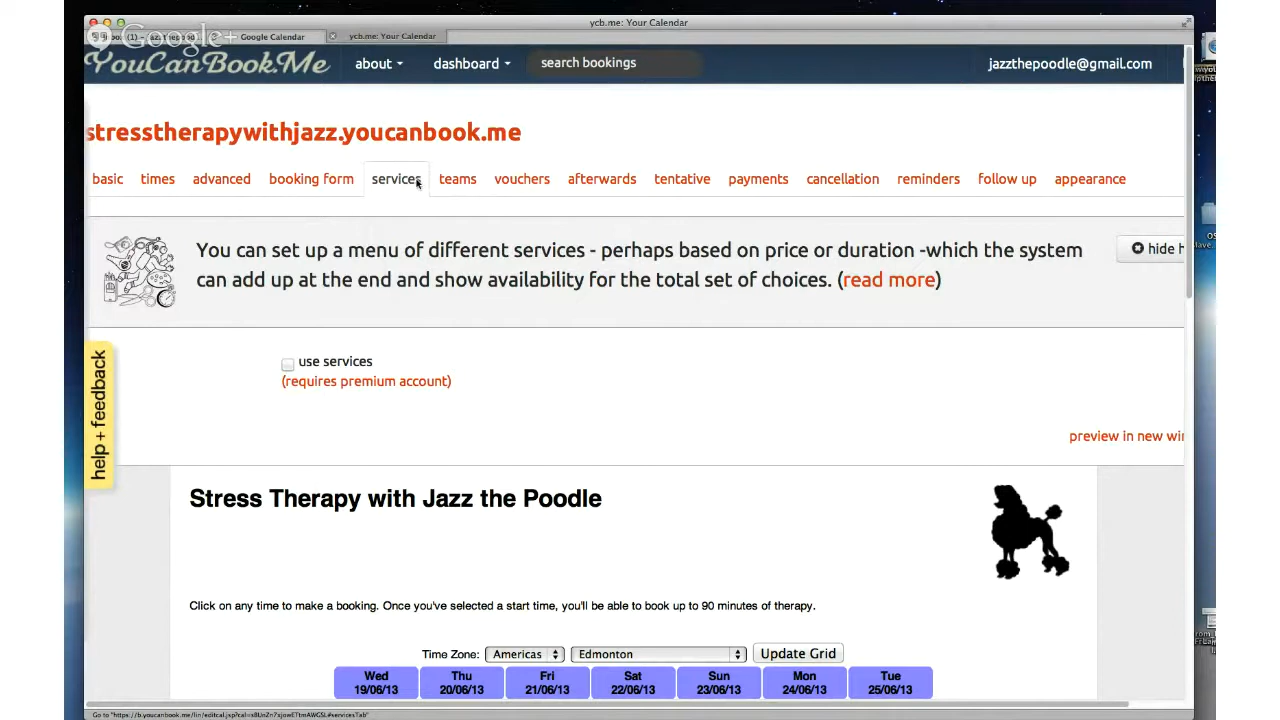 ycb.me: Your Calendar
Google+
Google Calendar
ycb.me: Your Calendar
YouCanBook.Me
about
dashboard
search bookings
jazzthepoodle@gmail.com
stresstherapywithjazz.youcanbook.me
basic times advanced booking form services teams vouchers afterwards tentative payments cancellation reminders follow up appearance
You can set up a menu of different services - perhaps based on price or duration -which the system
can add up at the end and show availability for the total set of choices. (read more)
hide h
use services
(requires premium account)
help + feedback
preview in new wi
Stress Therapy with Jazz the Poodle
Click on any time to make a booking. Once you've selected a start time, you'll be able to book up to 90 minutes of therapy.
Time Zone: Americas Edmonton Update Grid
Wed Thu Fri Sat Sun Mon Tue
19/06/13 20/06/13 21/06/13 22/06/13 23/06/13 24/06/13 25/06/13